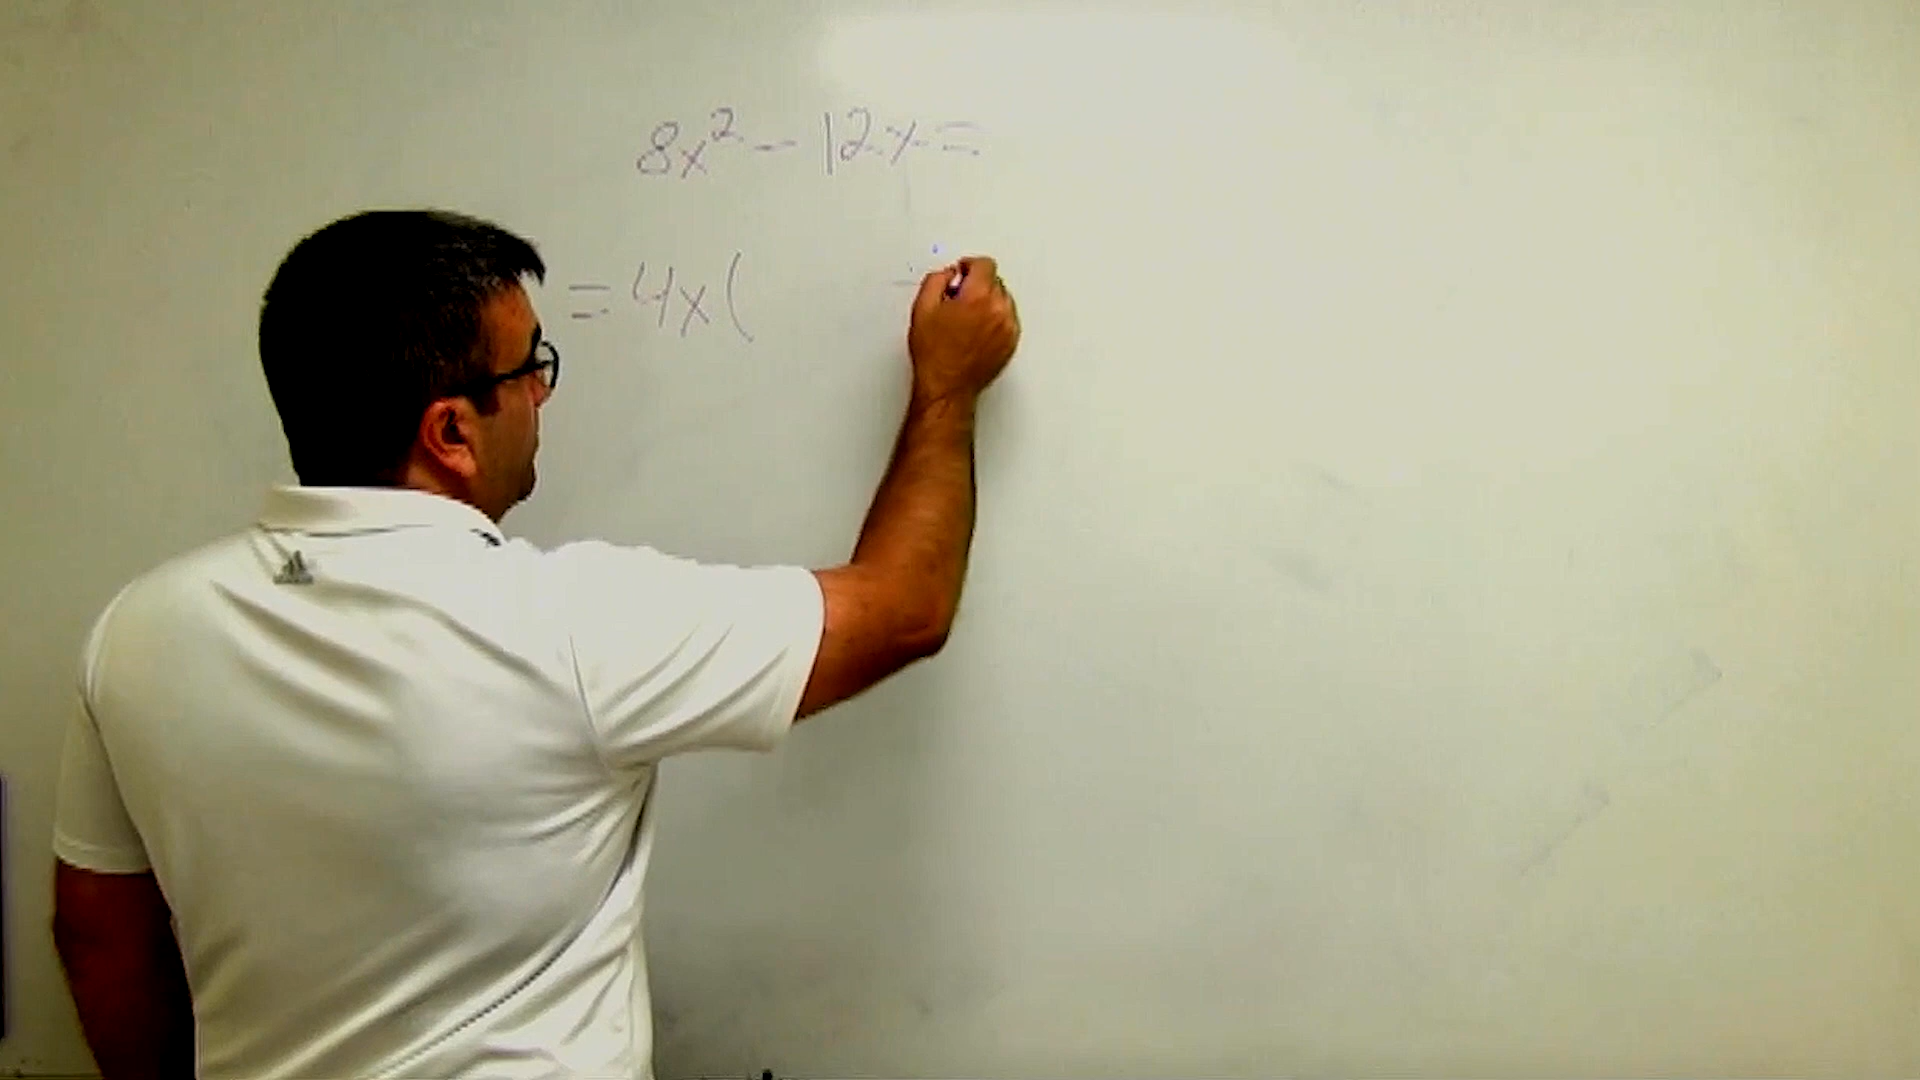 8x² - 12x =
= 4x(